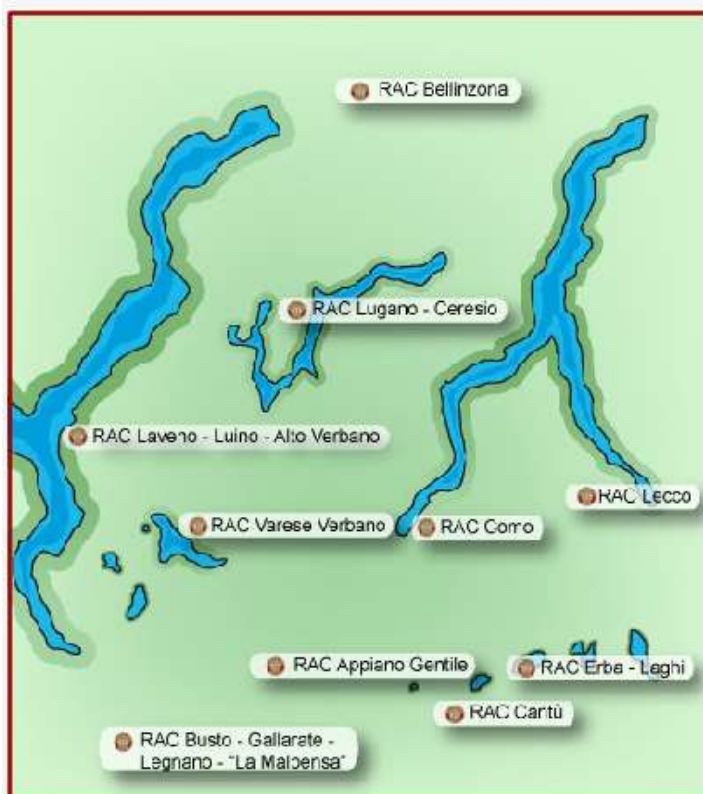 RAC Bellinzona
RAC Lugano - Ceresio
RAC Laveno - Luino - Alto Verbano
RAC Lecco
RAC Varese Verbano
RAC Como
RAC Appiano Gentile
RAC Erba - Laghi
RAC Cantù
RAC Busto - Gallarate -
Legnano - "La Malpensa"